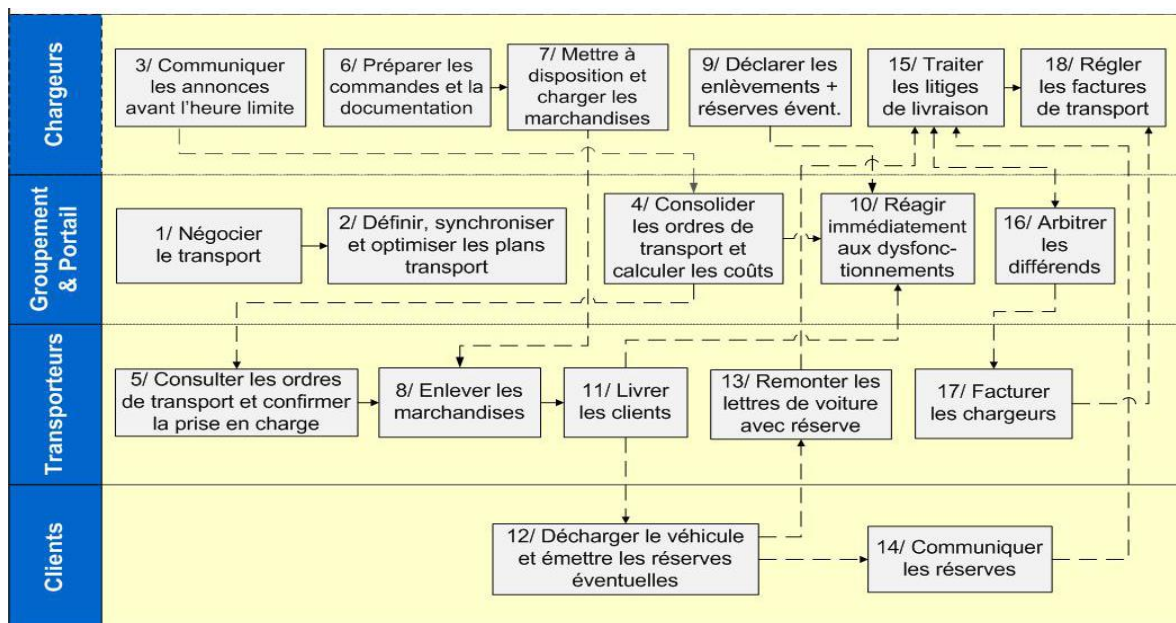 Chargeurs
3/ Communiquer
les annonces
avant l'heure limite
6/ Préparer les
commandes et la
documentation
7/ Mettre à
disposition et
charger les
marchandises
9/ Déclarer les
enlèvements +
réserves évent.
15/ Traiter
les litiges
de livraison
18/ Régler
les factures
de transport
Groupement
& Portail
1/ Négocier
le transport
2/ Définir, synchroniser
et optimiser les plans
transport
4/ Consolider
les ordres de
transport et
calculer les coûts
10/ Réagir
immédiatement
aux dysfonc-
tionnements
16/ Arbitrer
les
différends
Transporteurs
5/ Consulter les ordres
de transport et confirmer
la prise en charge
8/ Enlever les
marchandises
11/ Livrer
les clients
13/ Remonter les
lettres de voiture
avec réserve
17/ Facturer
les chargeurs
Clients
12/ Décharger le véhicule
et émettre les réserves
éventuelles
14/ Communiquer
les réserves